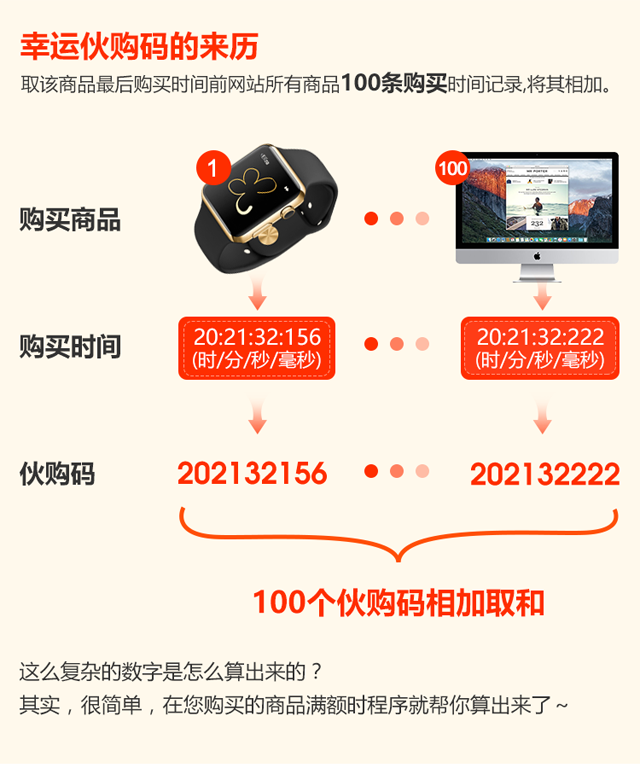 幸运伙购码的来历
取该商品最后购买时间前网站所有商品100条购买时间记录,将其相加。
1
100
MR PORTER
232
购买商品
购买时间
20:21:32:156
(时/分/秒/毫秒)
20:21:32:222
(时/分/秒/毫秒)
伙购码
202132156
202132222
100个伙购码相加取和
这么复杂的数字是怎么算出来的？
其实，很简单，在您购买的商品满额时程序就帮你算出来了～